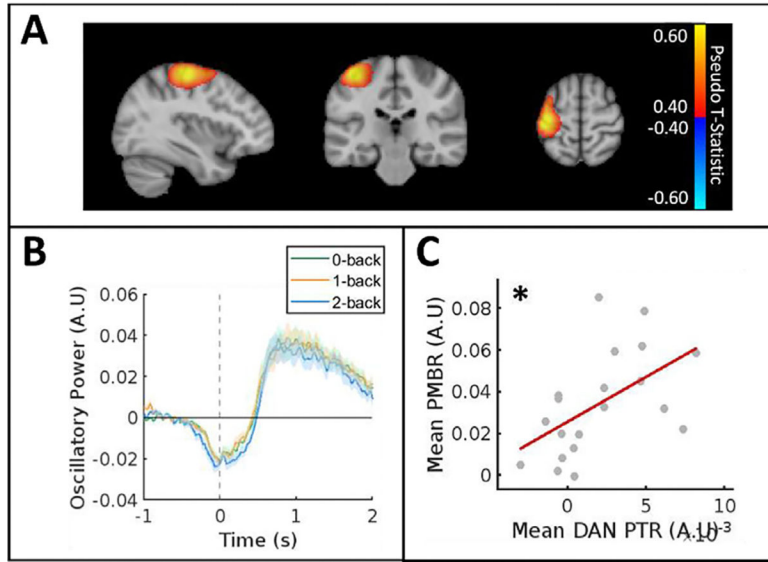 A
0.60
0.40
-0.40
-0.60
Pseudo T-Statistic
B
0-back
1-back
2-back
Oscillatory Power (A.U)
0.06
0.04
0.02
0
-0.02
-0.04
-1
0
1
2
Time (s)
C
*
Mean PMBR (A.U)
0.08
0.06
0.04
0.02
0
0
5
10
Mean DAN PTR (A.U)
-3